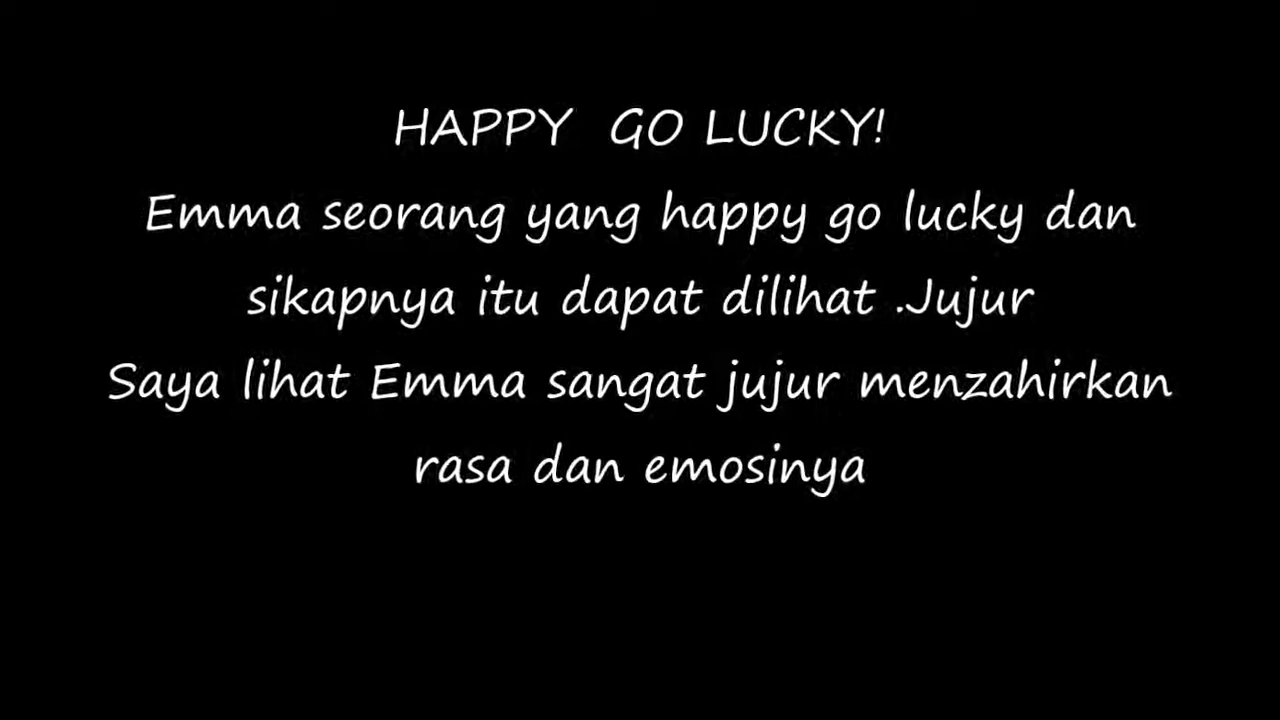 HAPPY  GO LUCKY!
Emma seorang yang happy go lucky dan
sikapnya itu dapat dilihat .Jujur
Saya lihat Emma sangat jujur menzahirkan
rasa dan emosinya